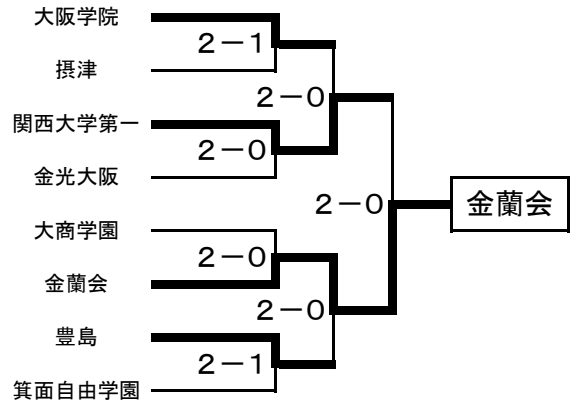 大阪学院
2－1
摂津
2－0
関西大学第一
2－0
金光大阪
2－0
金蘭会
大商学園
2－0
金蘭会
2－0
豊島
2－1
箕面自由学園